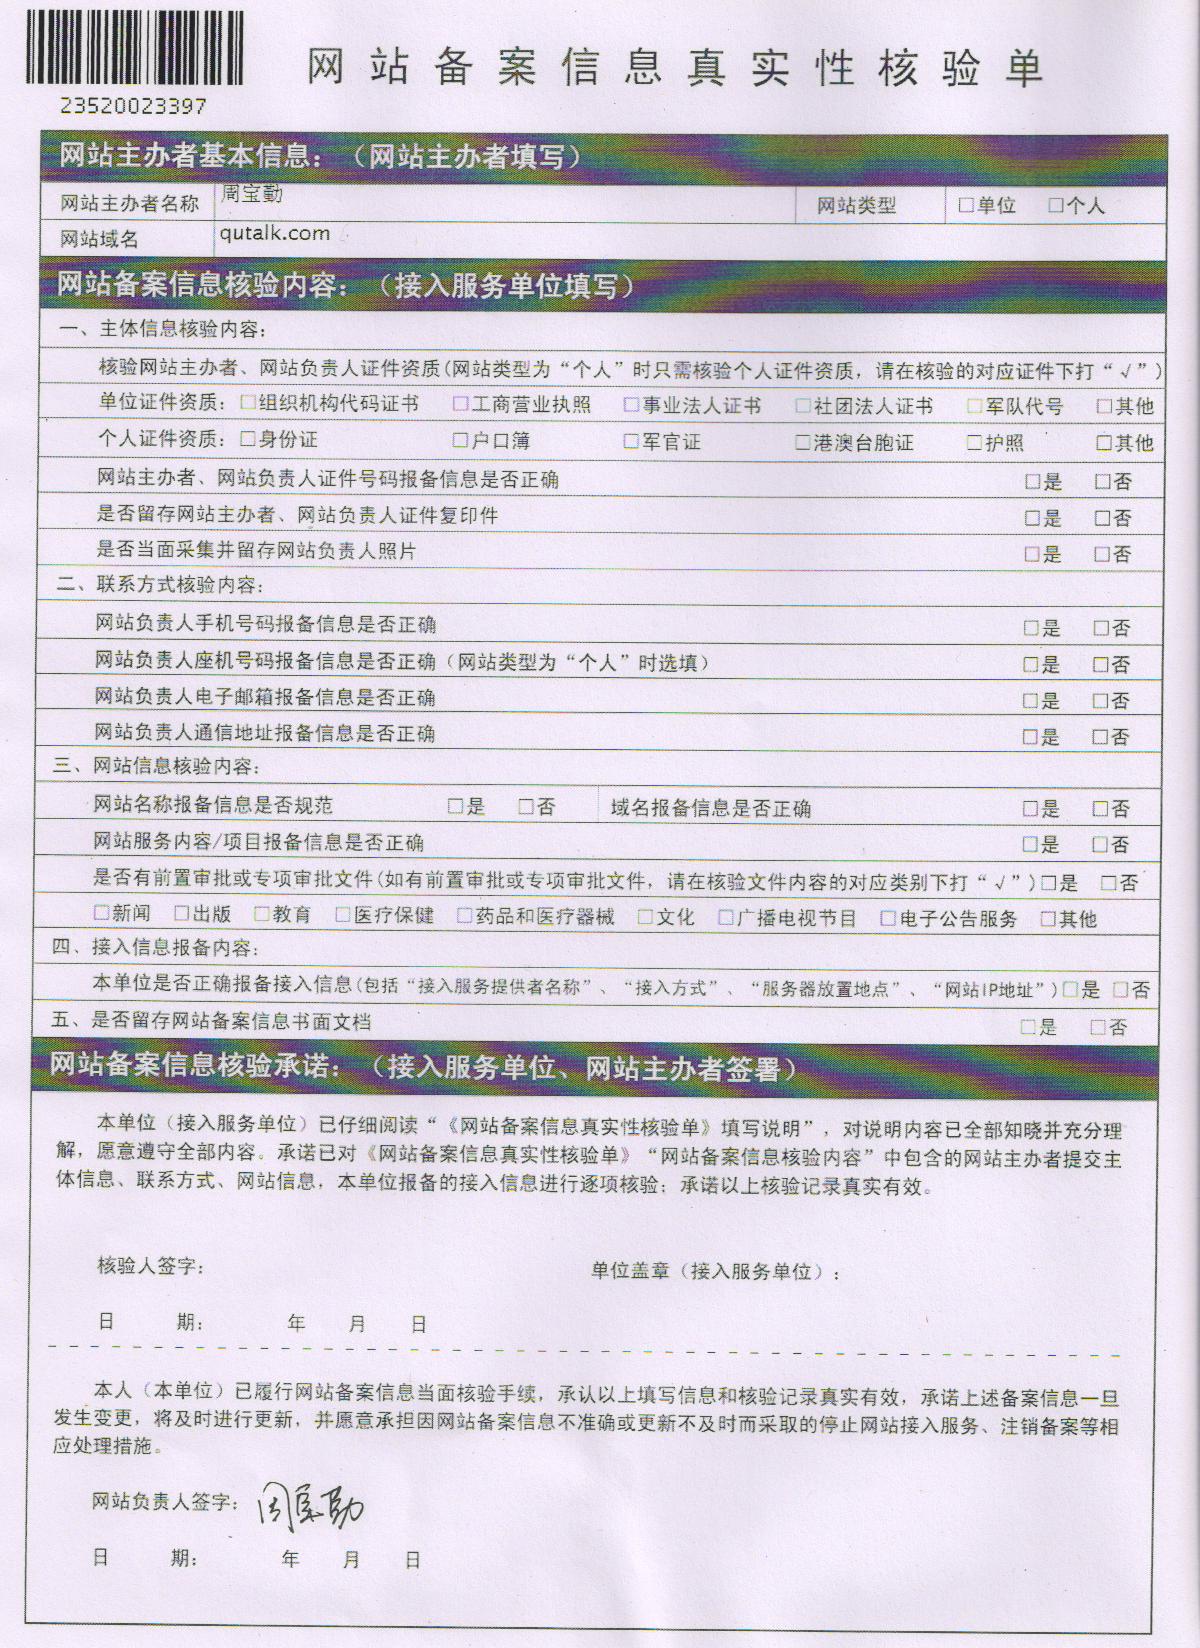 网站备案信息真实性核验单
23520023397
网站主办者基本信息：（网站主办者填写）
网站主办者名称 周宝勤 网站类型 □单位 □个人
网站域名 qutalk.com
网站备案信息核验内容：（接入服务单位填写）
一、主体信息核验内容：
核验网站主办者、网站负责人证件资质(网站类型为“个人”时只需核验个人证件资质，请在核验的对应证件下打“√”)
单位证件资质：□组织机构代码证书 □工商营业执照 □事业法人证书 □社团法人证书 □军队代号 □其他
个人证件资质：□身份证 □户口簿 □军官证 □港澳台胞证 □护照 □其他
网站主办者、网站负责人证件号码报备信息是否正确 □是 □否
是否留存网站主办者、网站负责人证件复印件 □是 □否
是否当面采集并留存网站负责人照片 □是 □否
二、联系方式核验内容：
网站负责人手机号码报备信息是否正确 □是 □否
网站负责人座机号码报备信息是否正确（网站类型为“个人”时选填） □是 □否
网站负责人电子邮箱报备信息是否正确 □是 □否
网站负责人通信地址报备信息是否正确 □是 □否
三、网站信息核验内容：
网站名称报备信息是否规范 □是 □否 域名报备信息是否正确 □是 □否
网站服务内容/项目报备信息是否正确 □是 □否
是否有前置审批或专项审批文件(如有前置审批或专项审批文件，请在核验文件内容的对应类别下打“√”)□是 □否
□新闻 □出版 □教育 □医疗保健 □药品和医疗器械 □文化 □广播电视节目 □电子公告服务 □其他
四、接入信息报备内容：
本单位是否正确报备接入信息(包括“接入服务提供者名称”、“接入方式”、“服务器放置地点”、“网站IP地址”)□是 □否
五、是否留存网站备案信息书面文档 □是 □否
网站备案信息核验承诺：（接入服务单位、网站主办者签署）
本单位（接入服务单位）已仔细阅读“《网站备案信息真实性核验单》填写说明”，对说明内容已全部知晓并充分理
解，愿意遵守全部内容。承诺已对《网站备案信息真实性核验单》“网站备案信息核验内容”中包含的网站主办者提交主
体信息、联系方式、网站信息，本单位报备的接入信息进行逐项核验；承诺以上核验记录真实有效。
核验人签字： 单位盖章（接入服务单位）：
日 期： 年 月 日
本人（本单位）已履行网站备案信息当面核验手续，承认以上填写信息和核验记录真实有效，承诺上述备案信息一旦
发生变更，将及时进行更新，并愿意承担因网站备案信息不准确或更新不及时而采取的停止网站接入服务、注销备案等相
应处理措施。
网站负责人签字：周宝勤
日 期： 年 月 日